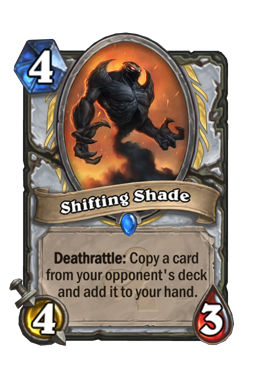 4
Shifting Shade
Deathrattle: Copy a card
from your opponent's deck
and add it to your hand.
4
3